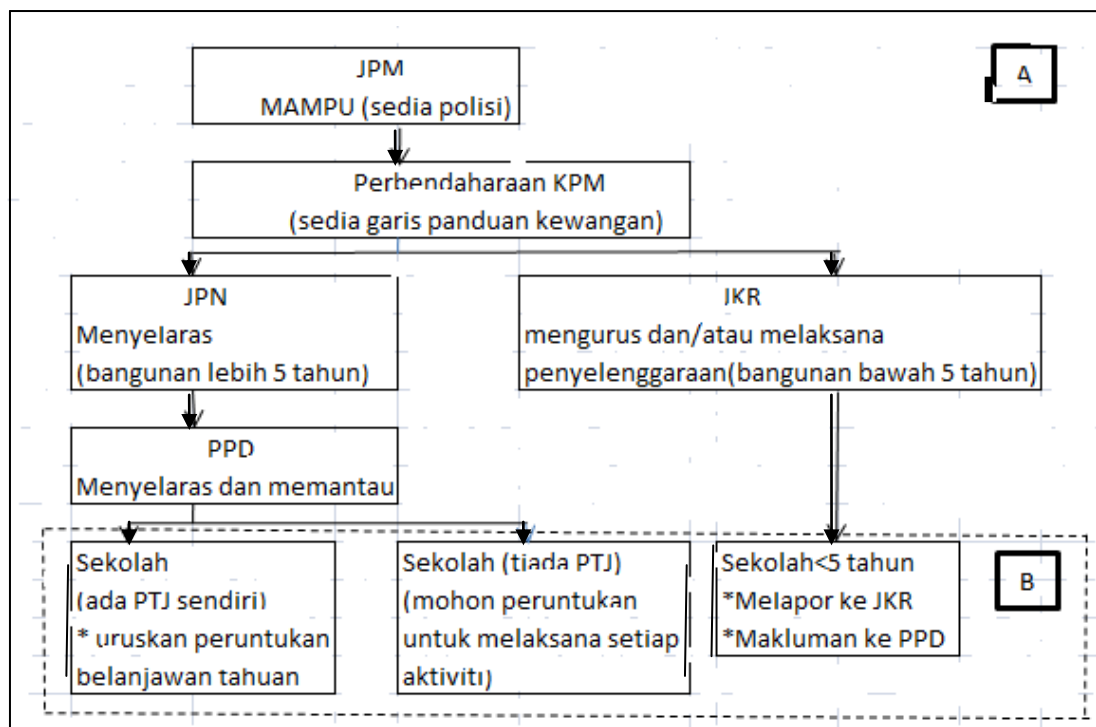 JPM
MAMPU (sedia polisi)
A
Perbendaharaan KPM
(sedia garis panduan kewangan)
JPN
Menyelaras
(bangunan lebih 5 tahun)
JKR
mengurus dan/atau melaksana
penyelenggaraan(bangunan bawah 5 tahun)
PPD
Menyelaras dan memantau
Sekolah
(ada PTJ sendiri)
* uruskan peruntukan
belanjawan tahuan
Sekolah (tiada PTJ)
(mohon peruntukan
untuk melaksana setiap
aktiviti)
Sekolah<5 tahun
*Melapor ke JKR
*Makluman ke PPD
B